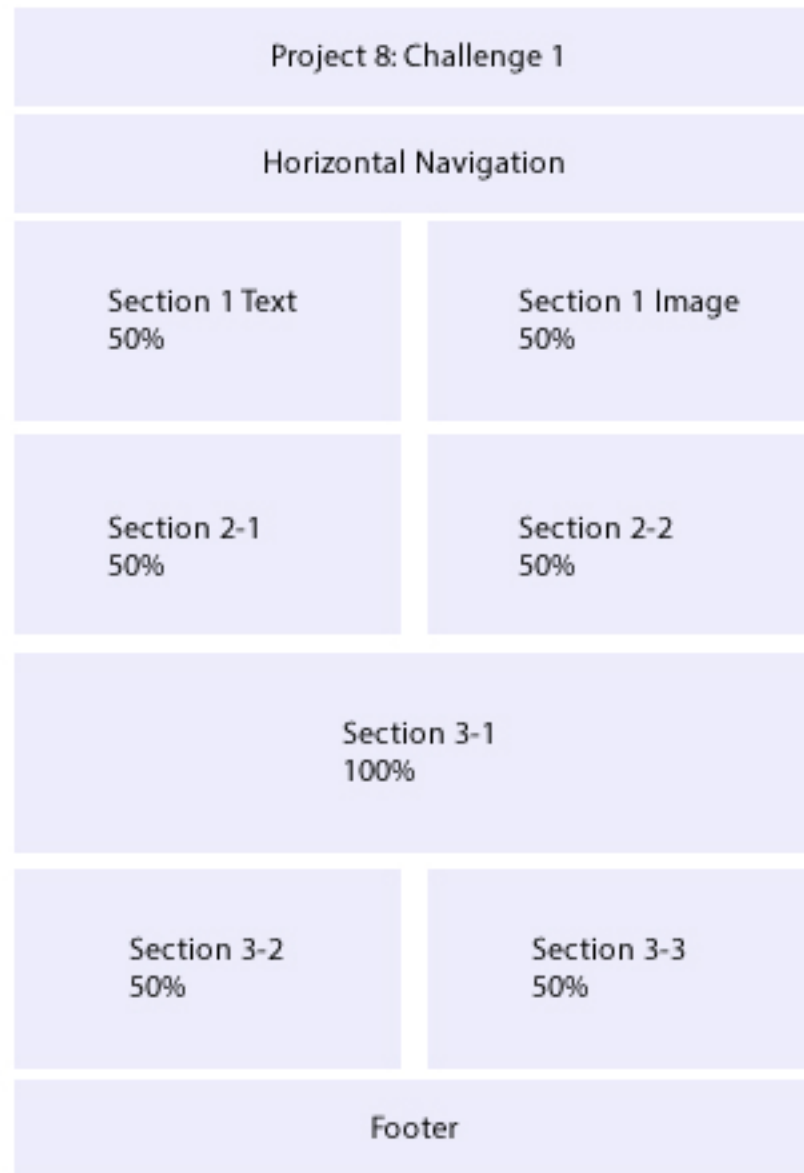 Project 8: Challenge 1
Horizontal Navigation
Section 1 Text
50%
Section 1 Image
50%
Section 2-1
50%
Section 2-2
50%
Section 3-1
100%
Section 3-2
50%
Section 3-3
50%
Footer